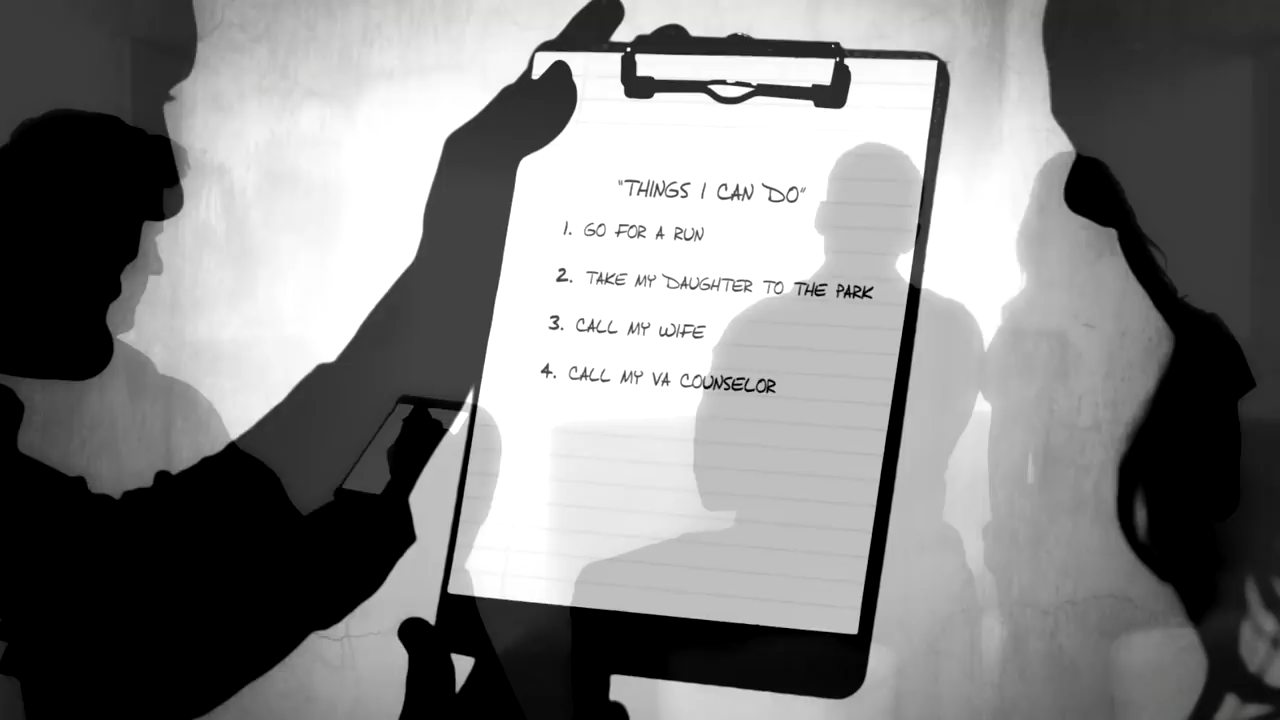 "THINGS I CAN DO"
1. GO FOR A RUN
2. TAKE MY DAUGHTER TO THE PARK
3. CALL MY WIFE
4. CALL MY VA COUNSELOR